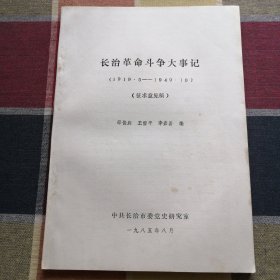 长治革命斗争大事记
(1919·5——1949·10)
(征求意见稿)
编
中共长治市委党史研究室
一九八五年八月